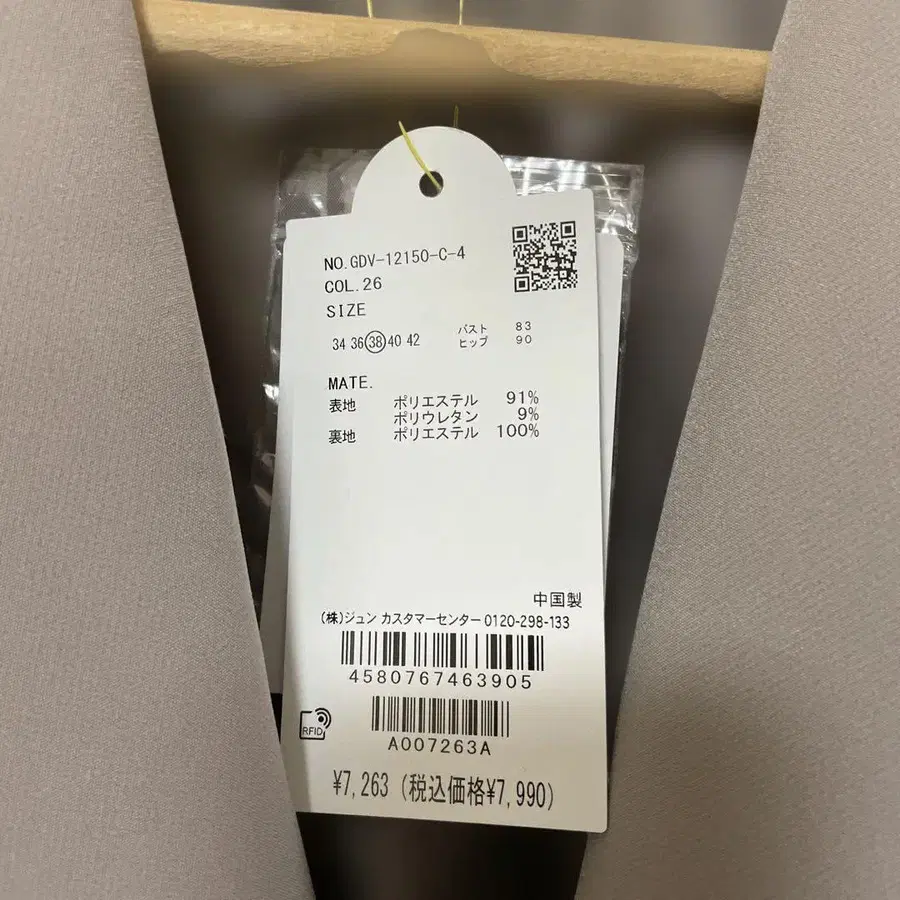 NO.GDV-12150-C-4
COL.26
SIZE
34 36 38 40 42 バスト 83
ヒップ 90
MATE.
表地 ポリエステル 91%
ポリウレタン 9%
裏地 ポリエステル 100%
中国製
(株)ジュン カスタマーセンター 0120-298-133
4580767463905
RFID
A007263A
¥7,263 (税込価格¥7,990)